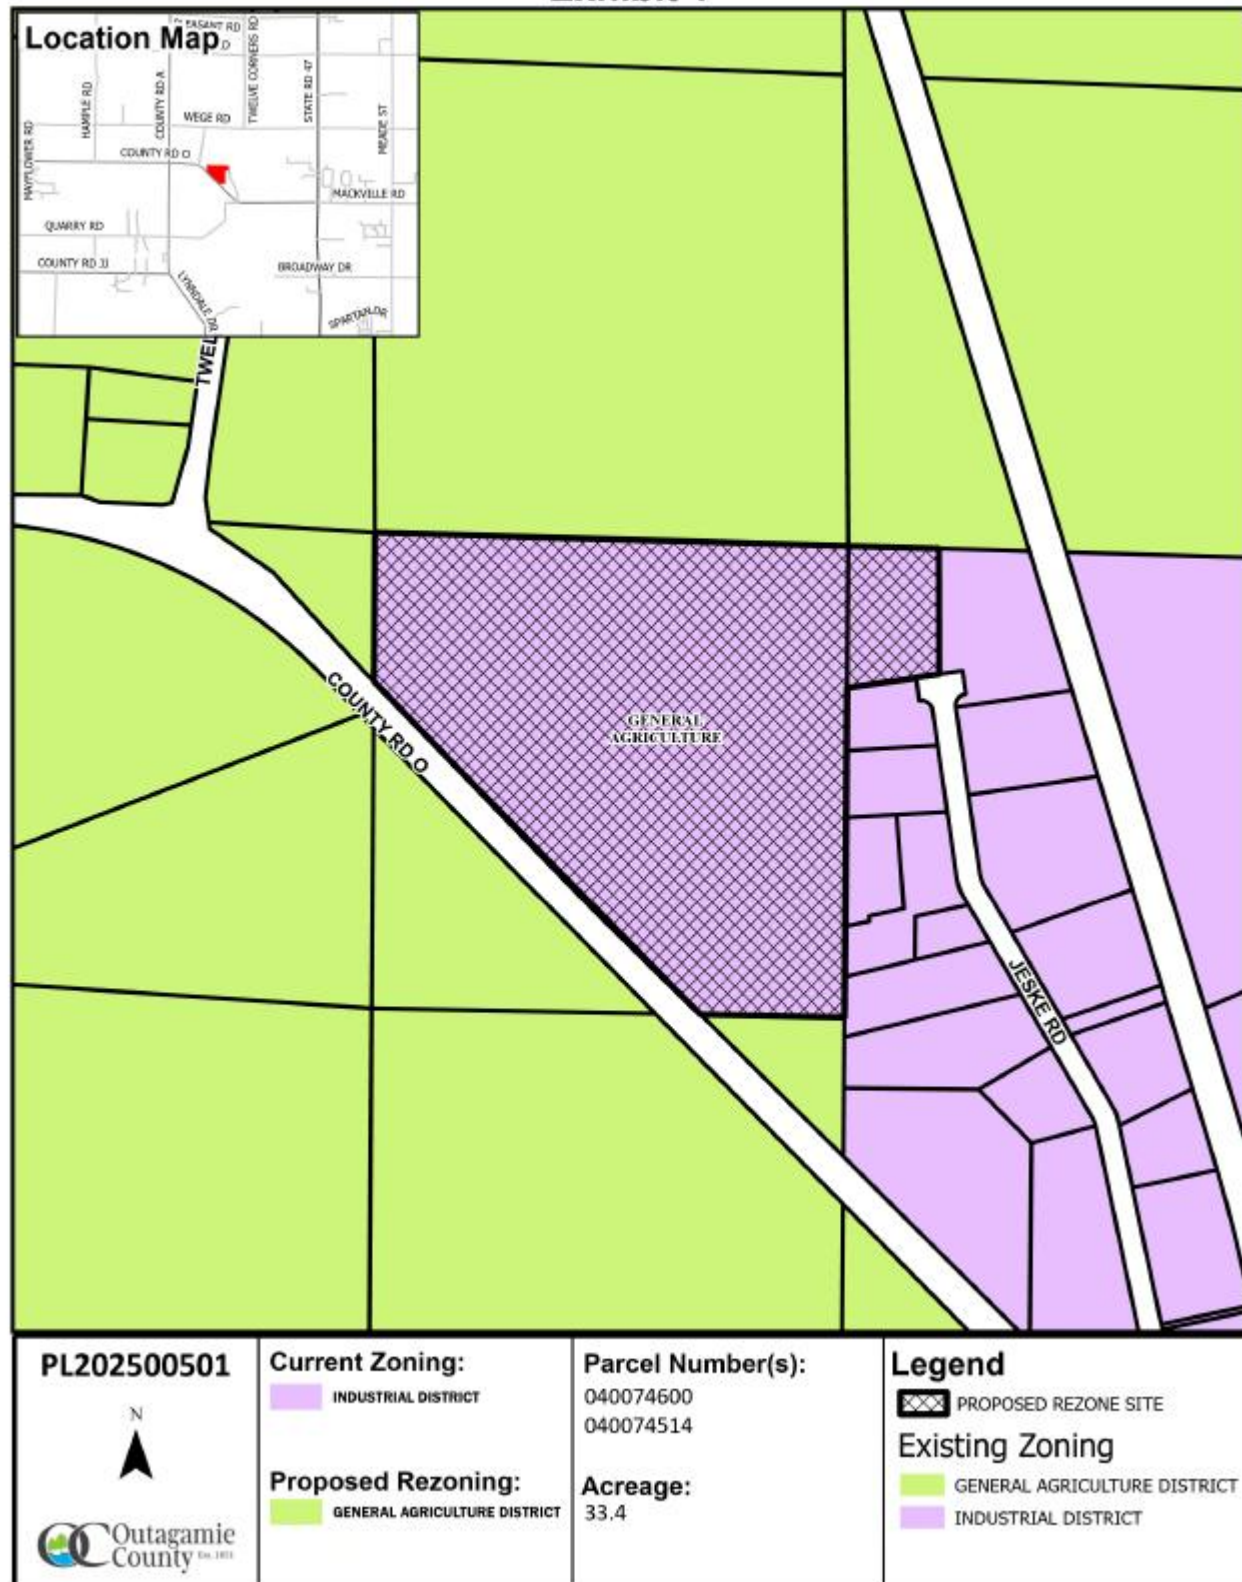 Location Map
EASANT RD
HAMPLE RD
COUNTY RD A
TWELVE CORNERS RD
STATE RD 47
MEADE ST
MAYFLOWER RD
WEGE RD
COUNTY RD O
MACKVILLE RD
QUARRY RD
COUNTY RD JJ
LYNNDALE DR
BROADWAY DR
SPARTAN DR
TWEL
COUNTY RD O
GENERAL
AGRICULTURE
JESKE RD
PL202500501
N
Outagamie
County Est. 1851
Current Zoning:
INDUSTRIAL DISTRICT
Proposed Rezoning:
GENERAL AGRICULTURE DISTRICT
Parcel Number(s):
040074600
040074514
Acreage:
33.4
Legend
PROPOSED REZONE SITE
Existing Zoning
GENERAL AGRICULTURE DISTRICT
INDUSTRIAL DISTRICT